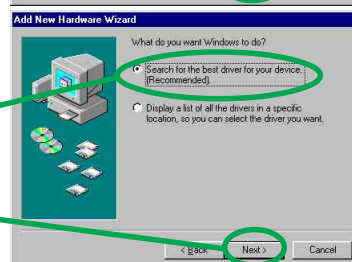 Add New Hardware Wizard
What do you want Windows to do?
Search for the best driver for your device.
(Recommended).
Display a list of all the drivers in a specific
location, so you can select the driver you want.
< Back
Next >
Cancel